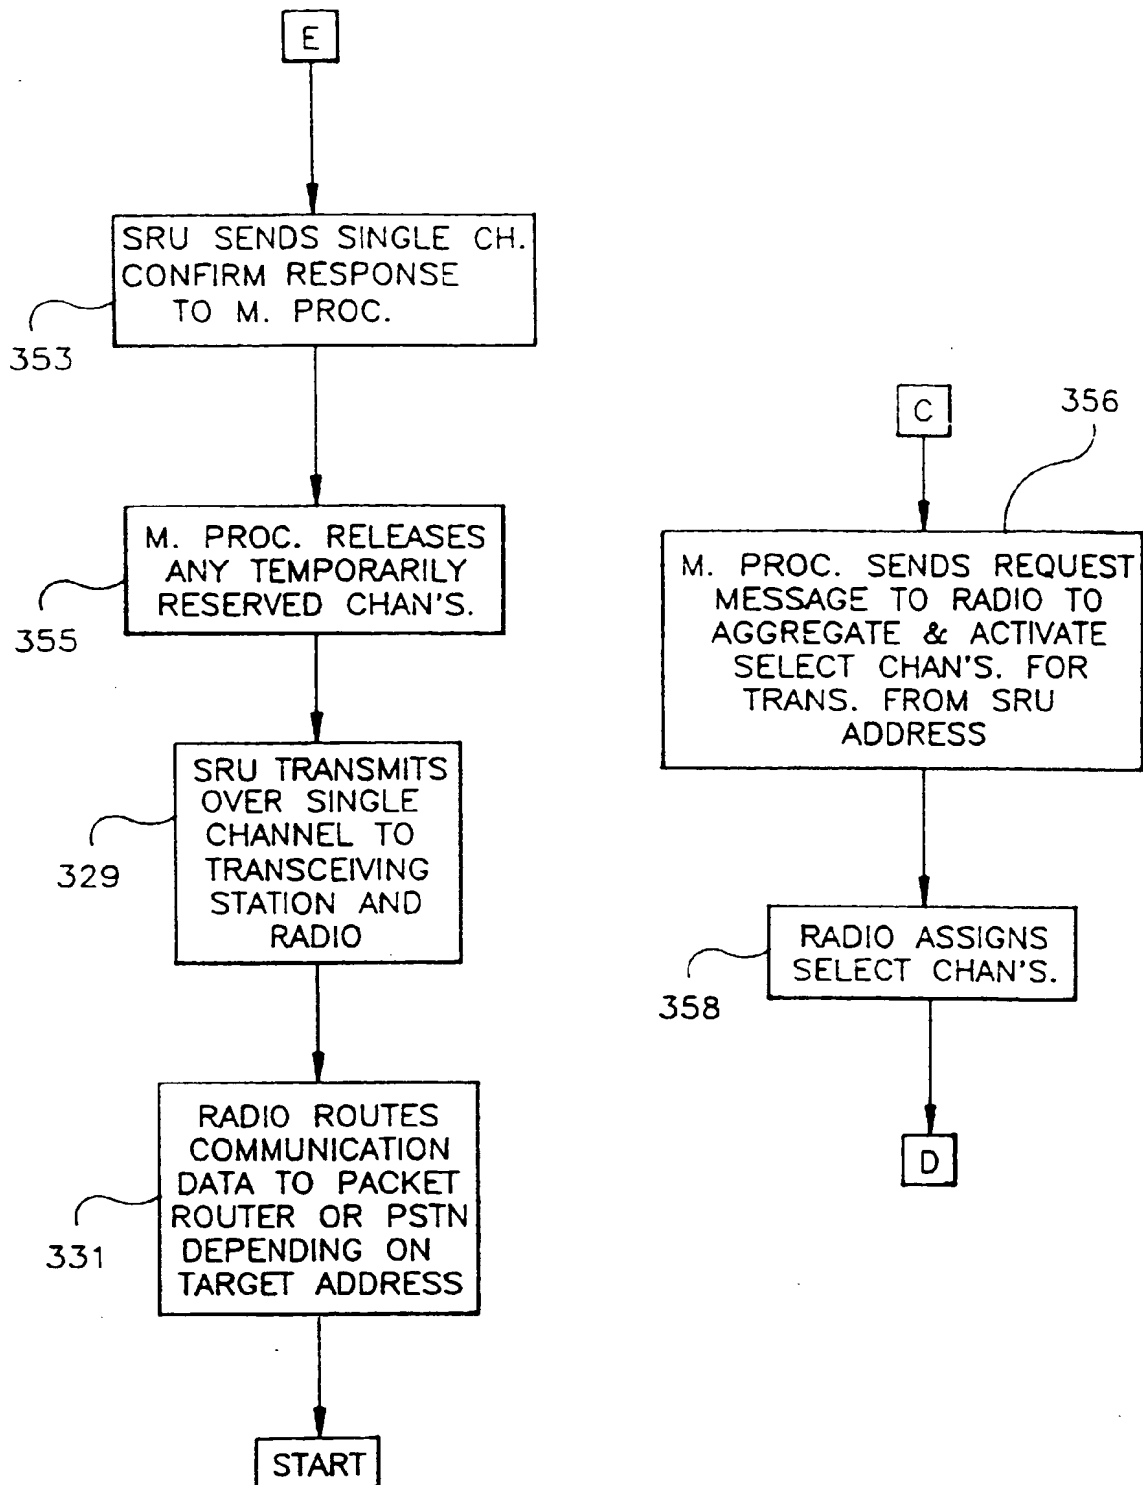 E
SRU SENDS SINGLE CH.
CONFIRM RESPONSE
TO M. PROC.
353
M. PROC. RELEASES
ANY TEMPORARILY
RESERVED CHAN'S.
355
SRU TRANSMITS
OVER SINGLE
CHANNEL TO
TRANSCEIVING
STATION AND
RADIO
329
RADIO ROUTES
COMMUNICATION
DATA TO PACKET
ROUTER OR PSTN
DEPENDING ON
TARGET ADDRESS
331
START
C
356
M. PROC. SENDS REQUEST
MESSAGE TO RADIO TO
AGGREGATE & ACTIVATE
SELECT CHAN'S. FOR
TRANS. FROM SRU
ADDRESS
RADIO ASSIGNS
SELECT CHAN'S.
358
D